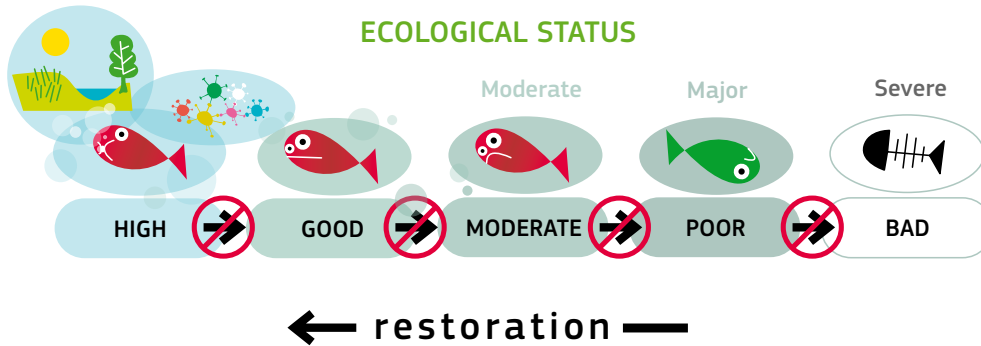 ECOLOGICAL STATUS
Moderate Major Severe
HIGH GOOD MODERATE POOR BAD
restoration